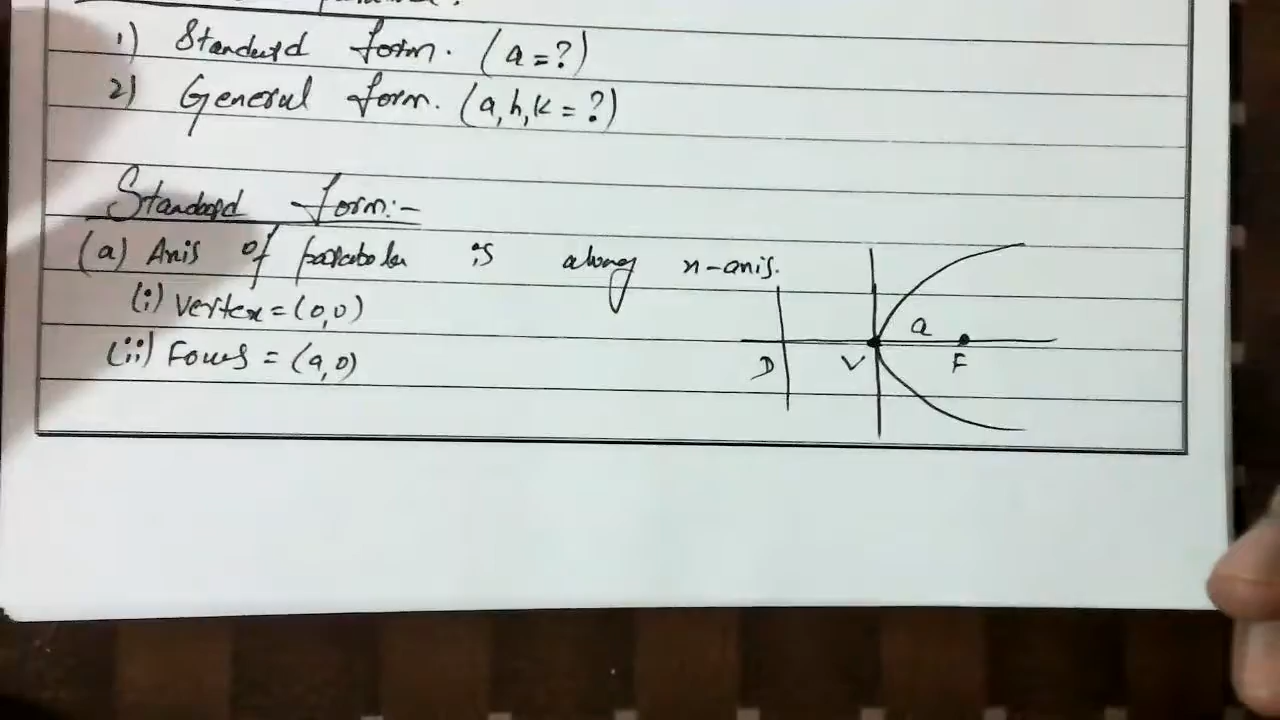 1) Standard form. (a=?)
2) General form. (a,h,k=?)
Standard form:-
(a) Axis of parabola is along x-axis.
(i) Vertex = (0,0)
(ii) Focus = (a,0)
a
D V F